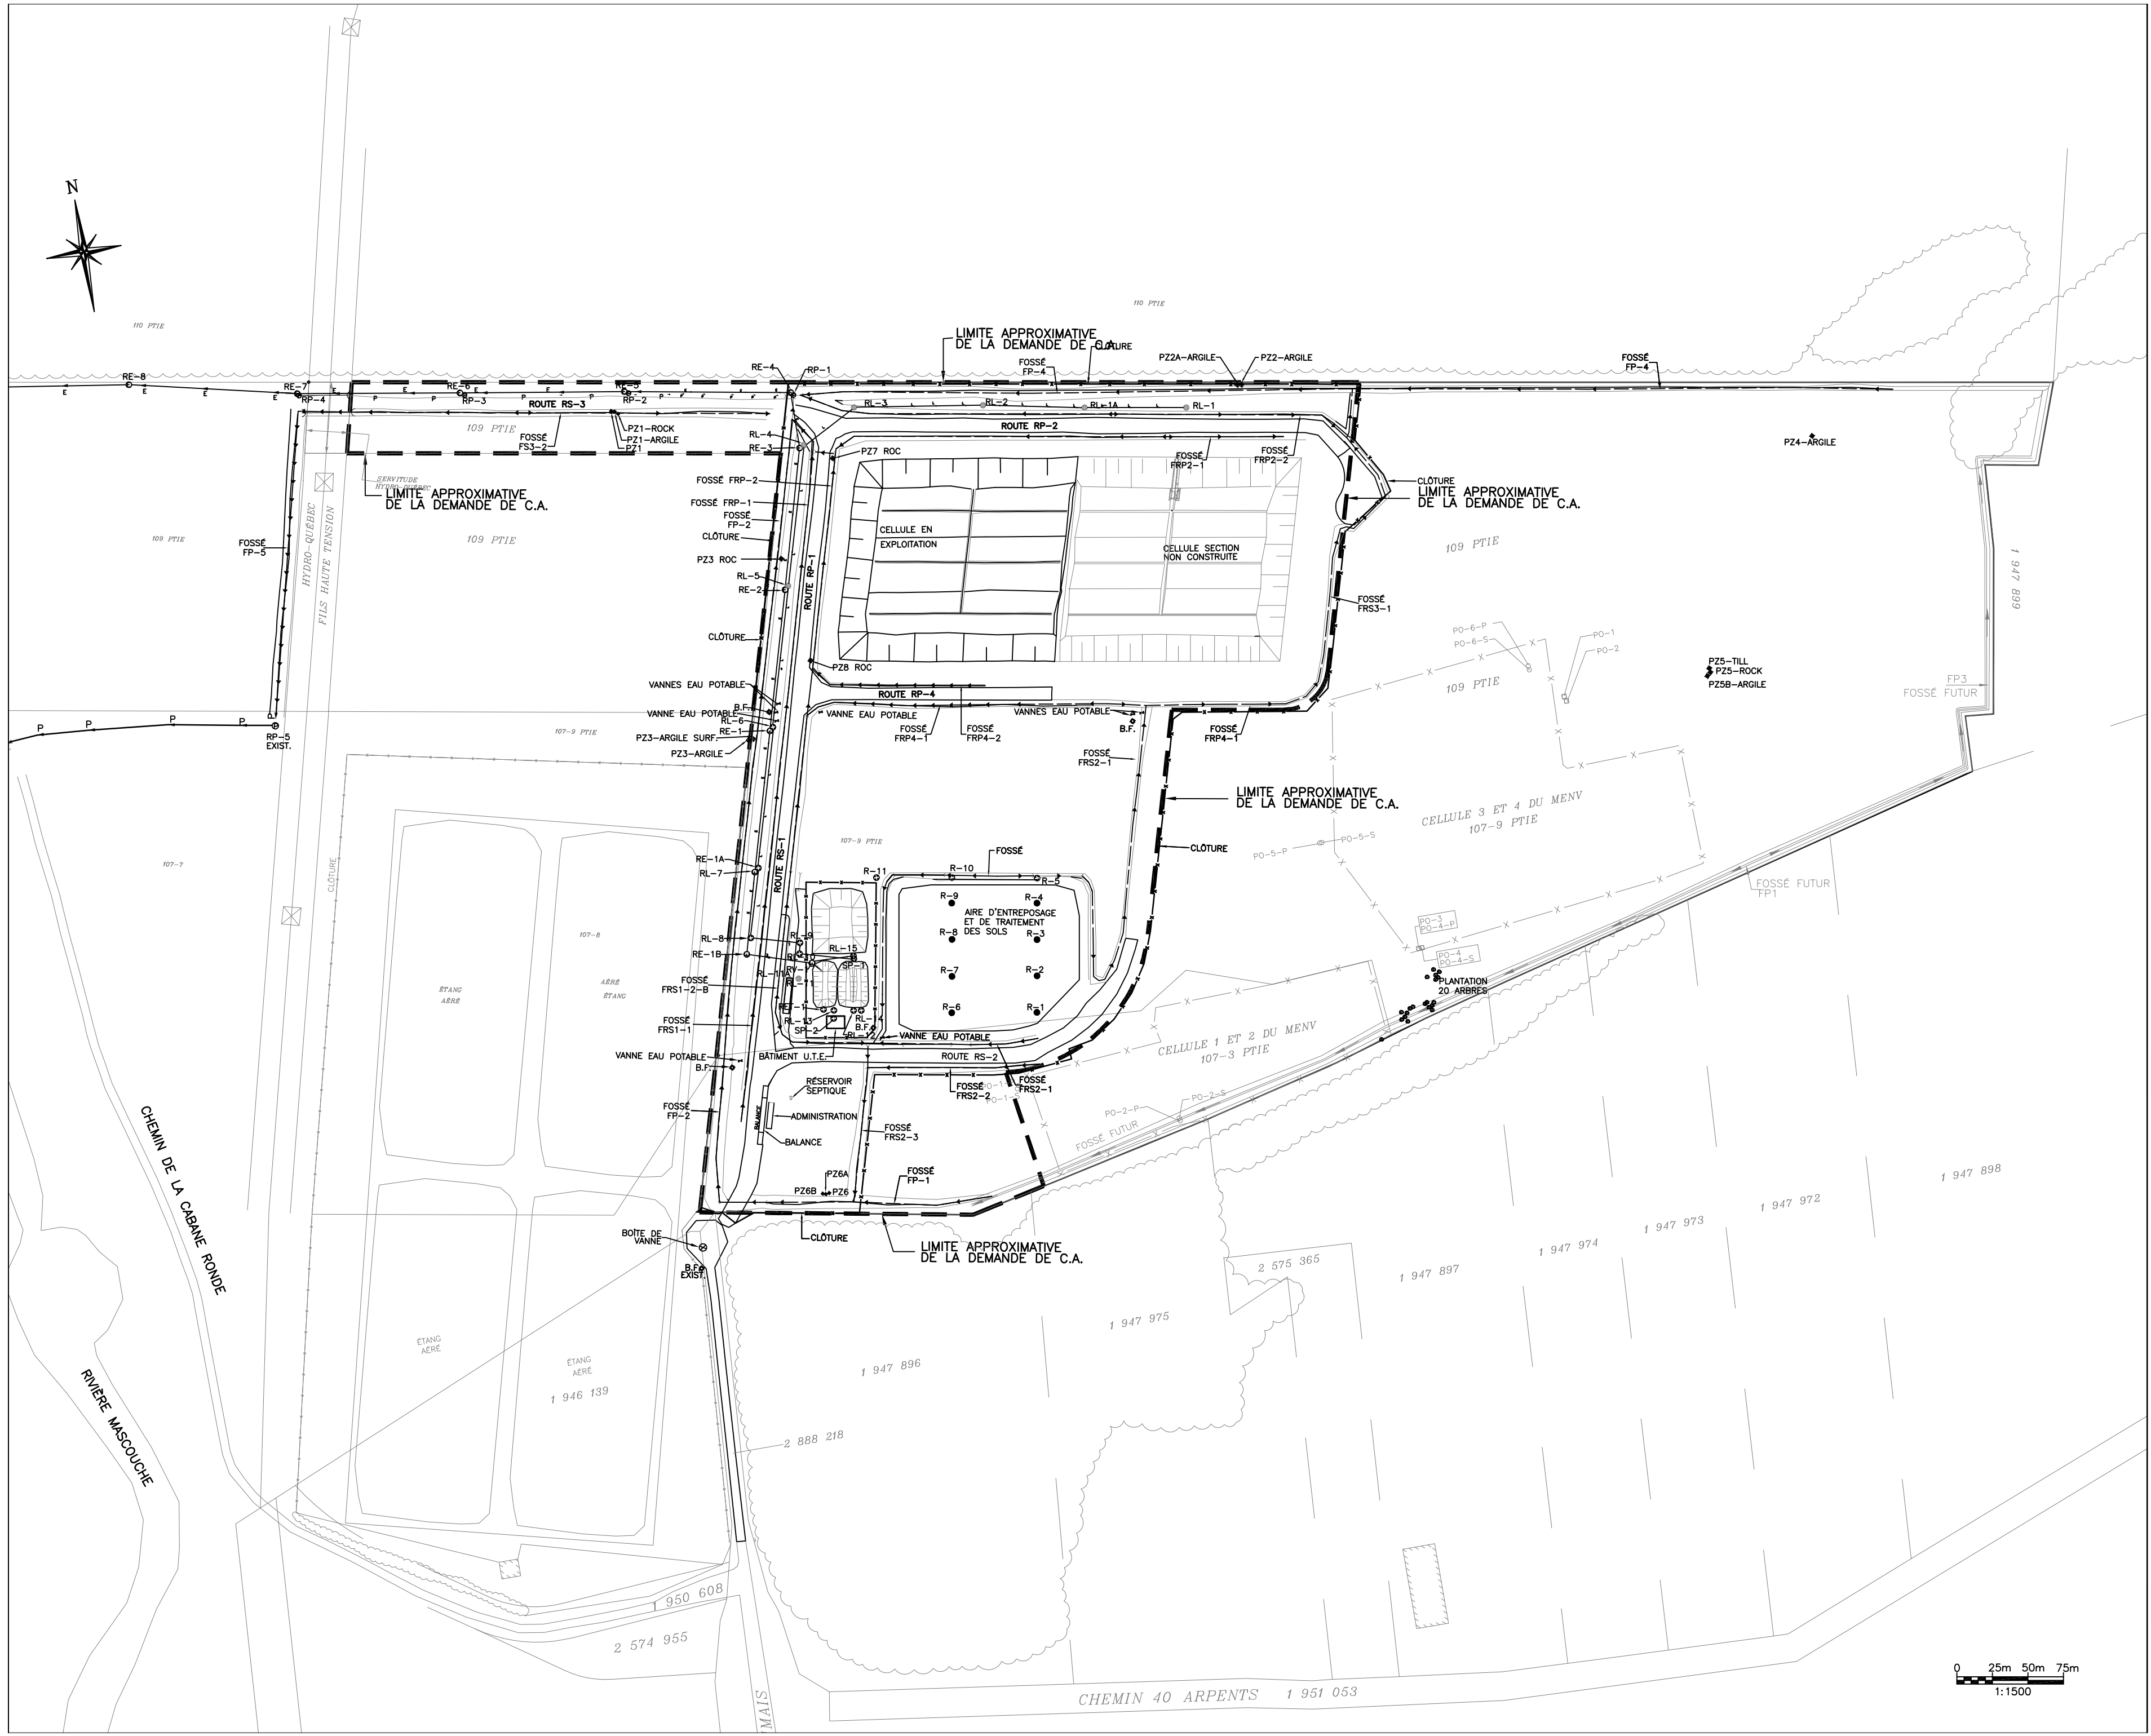 N
110 PTIE
110 PTIE
LIMITE APPROXIMATIVE
DE LA DEMANDE DE C.A.
CLÔTURE
FOSSÉ
FP-4
PZ2A-ARGILE
PZ2-ARGILE
FOSSÉ
FP-4
RE-8
RE-7
RP-4
RE-6
RP-3
RE-5
RP-2
RE-4
RP-1
ROUTE RS-3
RL-3
RL-2
RL-1A
RL-1
109 PTIE
FOSSÉ
FS3-2
PZ1-ROCK
PZ1-ARGILE
PZ1
RL-4
RE-3
ROUTE RP-2
PZ7 ROC
FOSSÉ
FRP2-1
FOSSÉ
FRP2-2
PZ4-ARGILE
SERVITUDE
HYDRO-QUÉBEC
LIMITE APPROXIMATIVE
DE LA DEMANDE DE C.A.
FOSSÉ FRP-2
FOSSÉ FRP-1
FOSSÉ
FP-2
CLÔTURE
CLÔTURE
LIMITE APPROXIMATIVE
DE LA DEMANDE DE C.A.
109 PTIE
FOSSÉ
FP-5
HYDRO-QUÉBEC
FILS HAUTE TENSION
109 PTIE
CELLULE EN
EXPLOITATION
CELLULE SECTION
NON CONSTRUITE
109 PTIE
1 947 899
PZ3 ROC
RL-5
RE-2
ROUTE RP-1
FOSSÉ
FRS3-1
CLÔTURE
PO-6-P
PO-6-S
PO-1
PO-2
PZ8 ROC
PZ5-TILL
PZ5-ROCK
PZ5B-ARGILE
109 PTIE
FP3
FOSSÉ FUTUR
VANNES EAU POTABLE
ROUTE RP-4
B.F.
VANNE EAU POTABLE
RL-6
RE-1
PZ3-ARGILE SURF.
PZ3-ARGILE
VANNE EAU POTABLE
FOSSÉ
FRP4-1
FOSSÉ
FRP4-2
VANNES EAU POTABLE
B.F.
FOSSÉ
FRP4-1
RP-5
EXIST.
107-9 PTIE
FOSSÉ
FRS2-1
LIMITE APPROXIMATIVE
DE LA DEMANDE DE C.A.
CELLULE 3 ET 4 DU MENV
107-9 PTIE
PO-5-P
PO-5-S
107-7
CLÔTURE
107-9 PTIE
ROUTE RS-1
RE-1A
RL-7
R-11
R-10
FOSSÉ
R-5
CLÔTURE
FOSSÉ FUTUR
FP1
R-9
R-4
AIRE D'ENTREPOSAGE
ET DE TRAITEMENT
DES SOLS
PO-3
PO-4-P
PO-4
PO-4-S
107-8
RL-8
RE-1B
RL-9
RL-15
SP-1
RL-11A
R-8
R-3
R-7
R-2
R-6
R-1
PLANTATION
20 ARBRES
ÉTANG
AÉRÉ
AÉRÉ
ÉTANG
FOSSÉ
FRS1-2-B
FOSSÉ
FRS1-1
RL-13
SP-2
RL-14
B.F.
RL-12
VANNE EAU POTABLE
VANNE EAU POTABLE
B.F.
BÂTIMENT U.T.E.
ROUTE RS-2
CELLULE 1 ET 2 DU MENV
107-3 PTIE
RÉSERVOIR
SEPTIQUE
FOSSÉ
FRS2-2
FOSSÉ
FRS2-1
PO-1-S
FOSSÉ
FP-2
BALANCE
ADMINISTRATION
BALANCE
FOSSÉ
FRS2-3
PO-2-P
PO-2-S
FOSSÉ FUTUR
CHEMIN DE LA CABANE RONDE
PZ6A
PZ6B
PZ6
FOSSÉ
FP-1
1 947 898
1 947 972
1 947 973
1 947 974
BOÎTE DE
VANNE
CLÔTURE
LIMITE APPROXIMATIVE
DE LA DEMANDE DE C.A.
B.F.
EXIST.
2 575 365
1 947 897
1 947 975
1 947 896
RIVIÈRE MASCOUCHE
ÉTANG
AÉRÉ
ÉTANG
AÉRÉ
1 946 139
2 888 218
1 950 608
2 574 955
MAIS
CHEMIN 40 ARPENTS 1 951 053
0 25m 50m 75m
1:1500